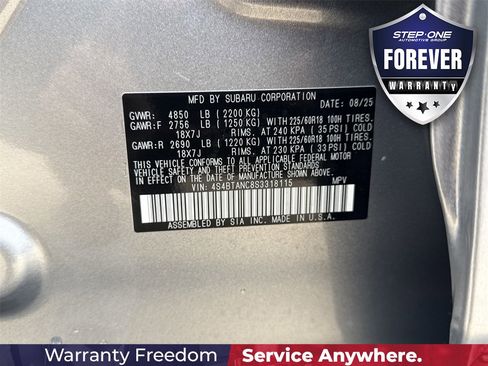 STEP ONE
AUTOMOTIVE GROUP
FOREVER
WARRANTY
MFD BY SUBARU CORPORATION DATE: 08/25
GVWR: 4850 LB (2200 KG)
GAWR:F 2756 LB (1250 KG) WITH 225/60R18 100H TIRES.
18X7J RIMS. AT 240 KPA (35 PSI) COLD
GAWR:R 2690 LB (1220 KG) WITH 225/60R18 100H TIRES.
18X7J RIMS. AT 230 KPA (33 PSI) COLD
THIS VEHICLE CONFORMS TO ALL APPLICABLE FEDERAL MOTOR
VEHICLE SAFETY AND THEFT PREVENTION STANDARDS
IN EFFECT ON THE DATE OF MANUFACTURE SHOWN ABOVE.
VIN: 4S4BTANC8S3318115 MPV
ASSEMBLED BY SIA INC. MADE IN U.S.A.
Warranty Freedom Service Anywhere.